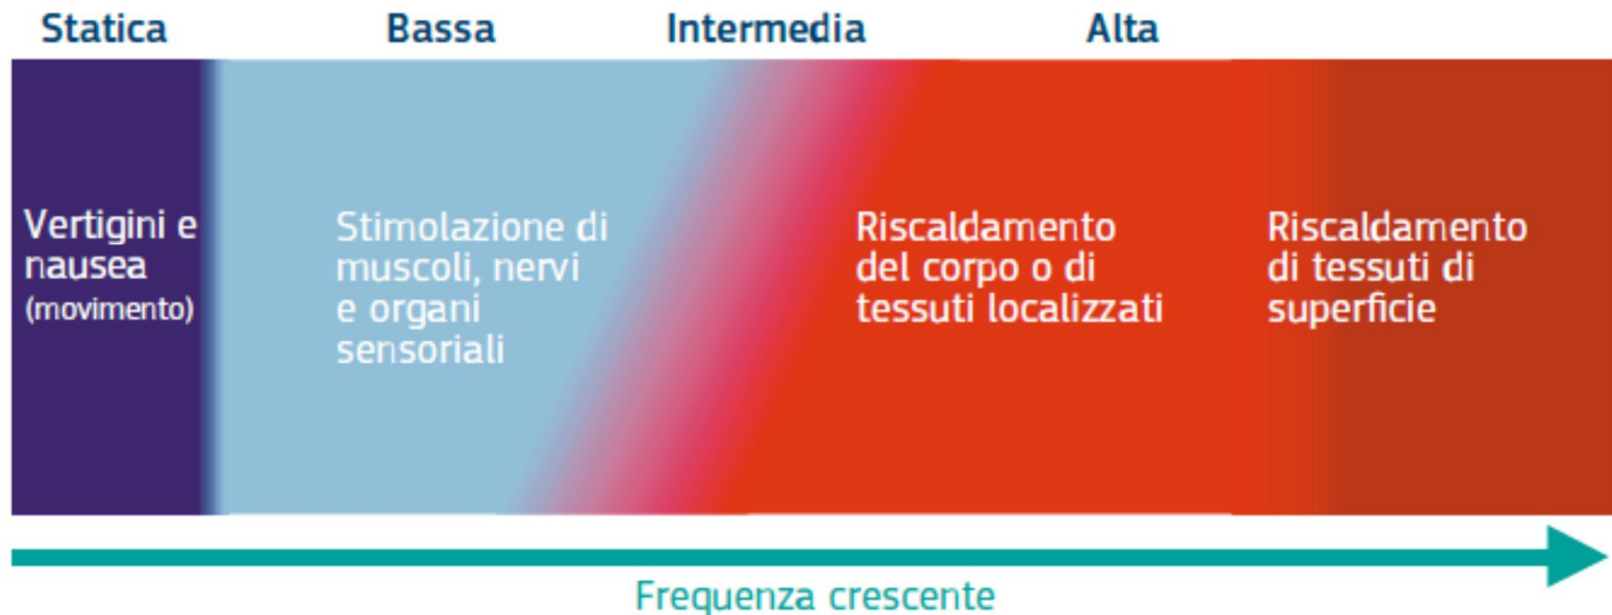 Statica Bassa Intermedia Alta
Vertigini e
nausea
(movimento)
Stimolazione di
muscoli, nervi
e organi
sensoriali
Riscaldamento
del corpo o di
tessuti localizzati
Riscaldamento
di tessuti di
superficie
Frequenza crescente